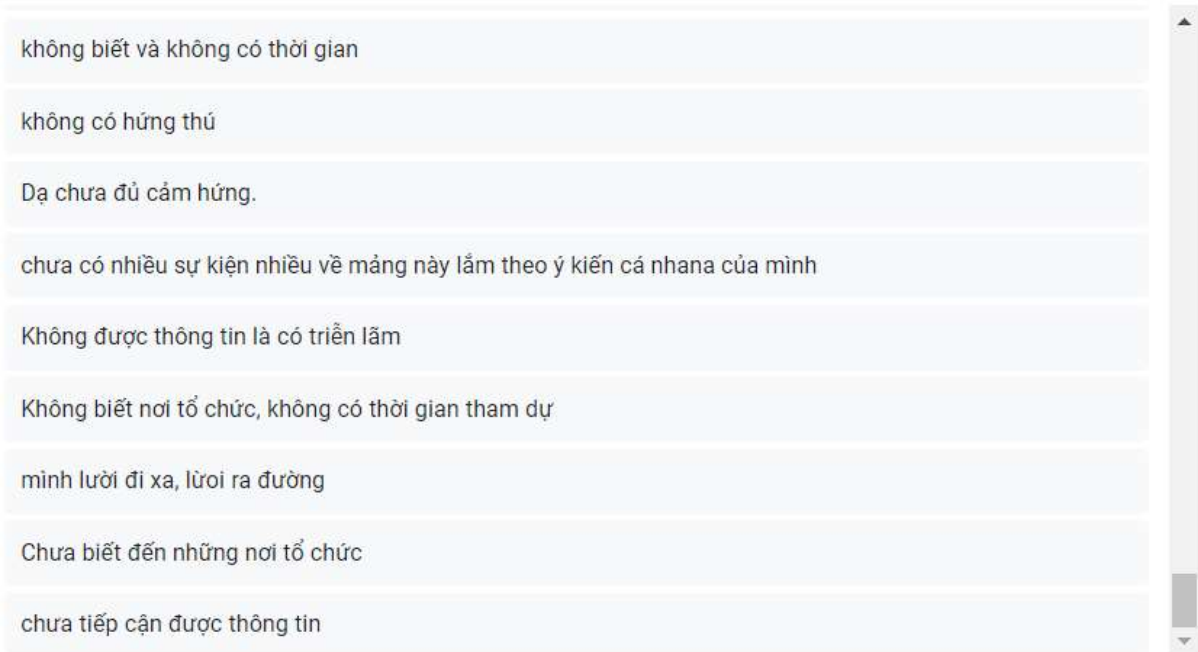 không biết và không có thời gian
không có hứng thú
Dạ chưa đủ cảm hứng.
chưa có nhiều sự kiện nhiều về mảng này lắm theo ý kiến cá nhana của mình
Không được thông tin là có triễn lãm
Không biết nơi tổ chức, không có thời gian tham dự
mình lười đi xa, lừoi ra đường
Chưa biết đến những nơi tổ chức
chưa tiếp cận được thông tin